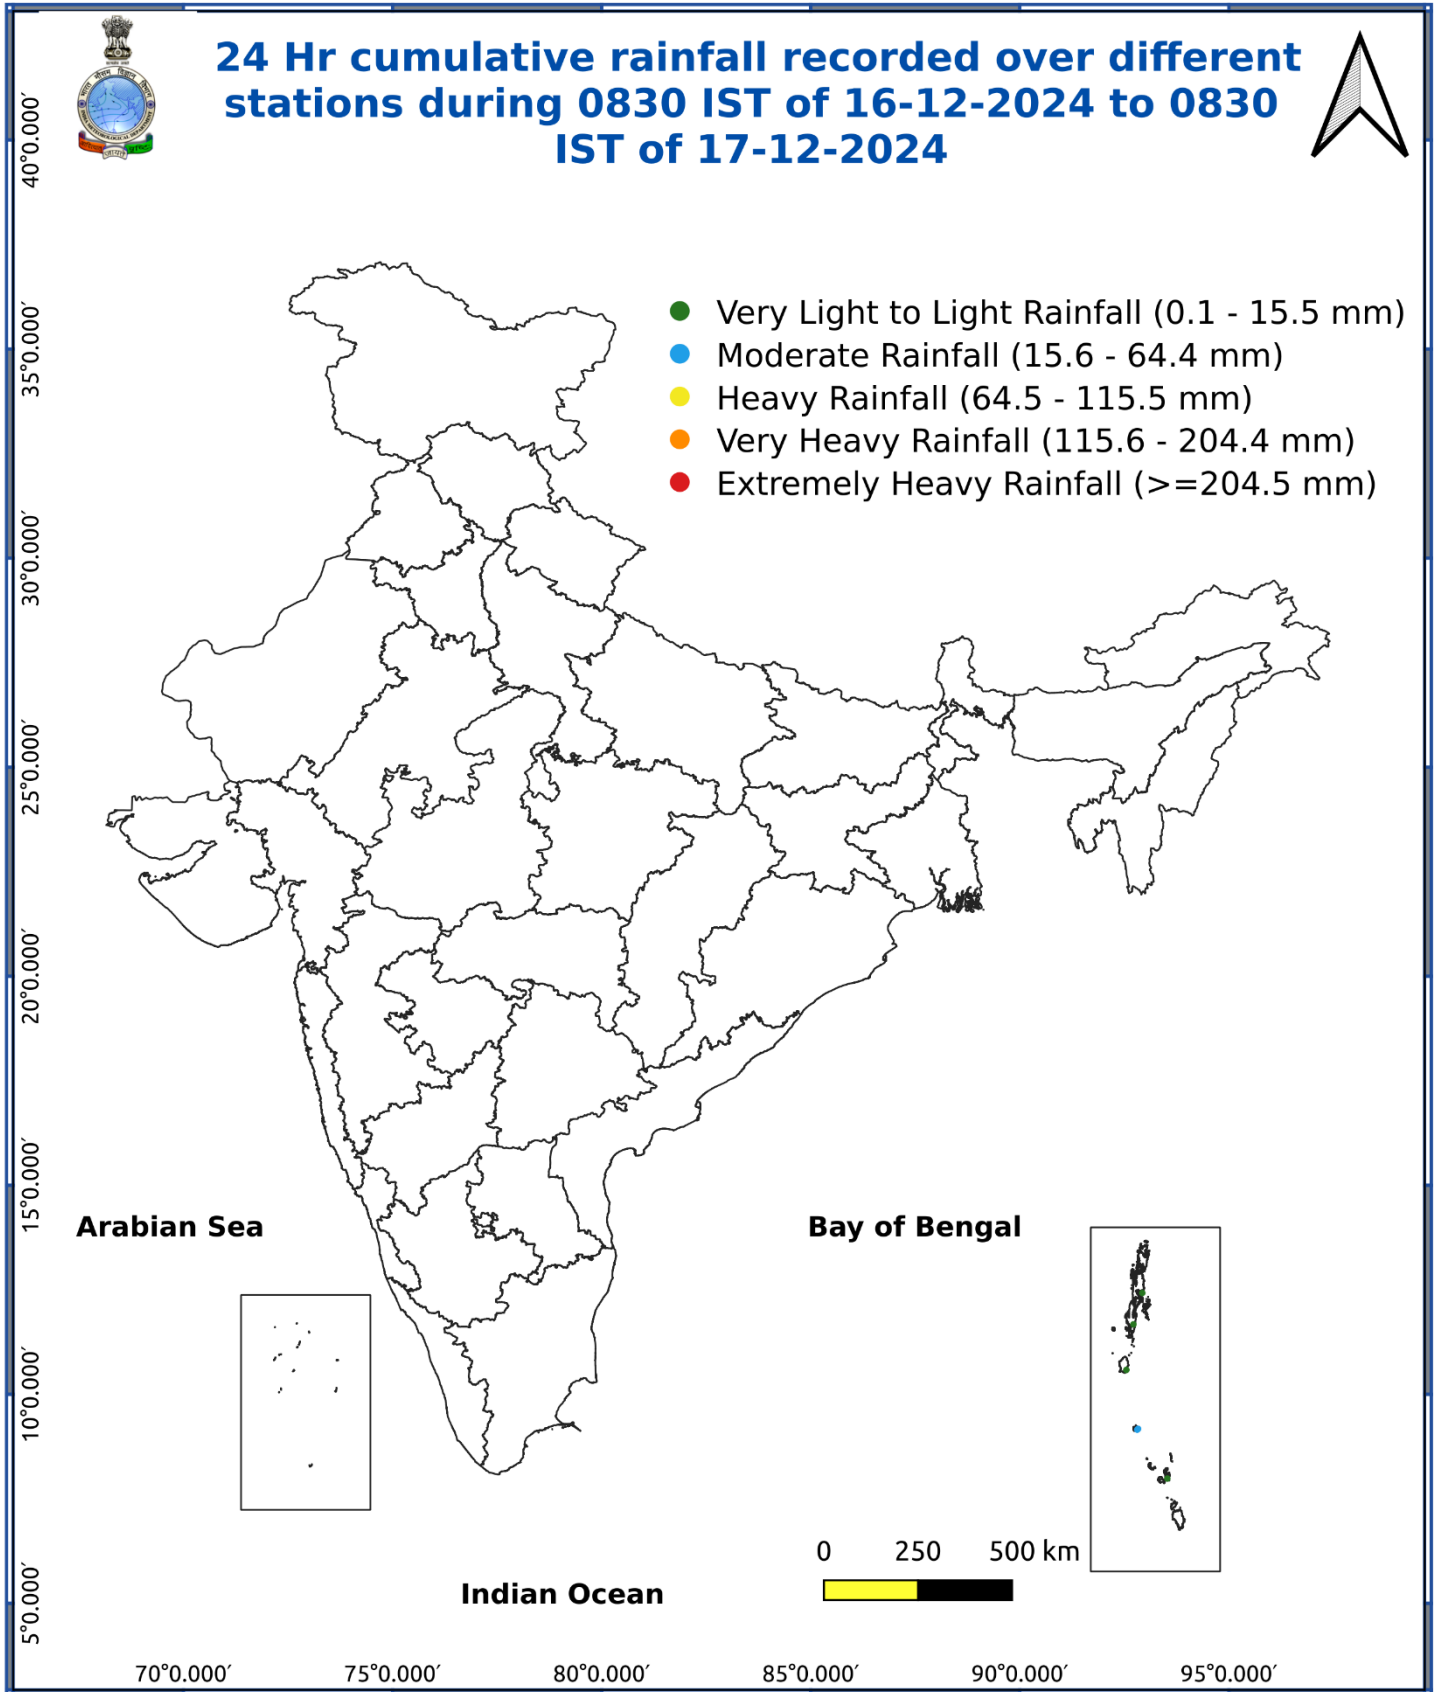 24 Hr cumulative rainfall recorded over different
stations during 0830 IST of 16-12-2024 to 0830
IST of 17-12-2024
Very Light to Light Rainfall (0.1 - 15.5 mm)
Moderate Rainfall (15.6 - 64.4 mm)
Heavy Rainfall (64.5 - 115.5 mm)
Very Heavy Rainfall (115.6 - 204.4 mm)
Extremely Heavy Rainfall (>=204.5 mm)
40°0.000′
35°0.000′
30°0.000′
25°0.000′
20°0.000′
15°0.000′
10°0.000′
5°0.000′
Arabian Sea
Bay of Bengal
0 250 500 km
Indian Ocean
70°0.000′ 75°0.000′ 80°0.000′ 85°0.000′ 90°0.000′ 95°0.000′